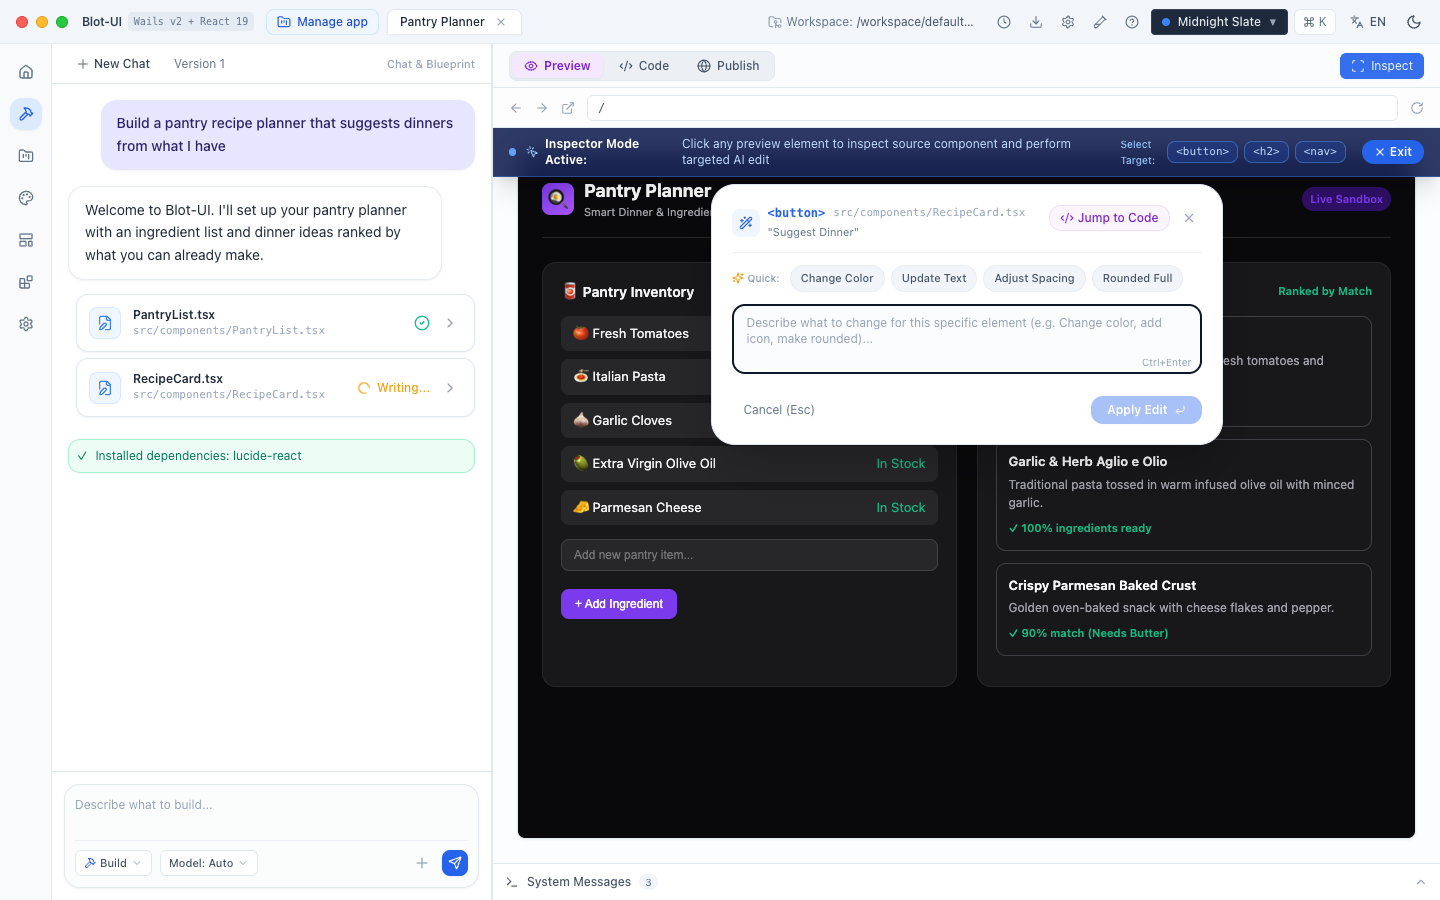 Blot-UI
Wails v2 + React 19
Manage app
Pantry Planner
Workspace: /workspace/default...
Midnight Slate
⌘ K
EN
New Chat
Version 1
Chat & Blueprint
Build a pantry recipe planner that suggests dinners
from what I have
Welcome to Blot-UI. I'll set up your pantry planner
with an ingredient list and dinner ideas ranked by
what you can already make.
PantryList.tsx
src/components/PantryList.tsx
RecipeCard.tsx
src/components/RecipeCard.tsx
Writing...
✓ Installed dependencies: lucide-react
Describe what to build...
Build
Model: Auto
Preview
Code
Publish
Inspect
/
Inspector Mode
Active:
Click any preview element to inspect source component and perform
targeted AI edit
Select
Target:
<button>
<h2>
<nav>
Exit
Pantry Planner
Smart Dinner & Ingredien
Live Sandbox
<button> src/components/RecipeCard.tsx
"Suggest Dinner"
Jump to Code
Quick:
Change Color
Update Text
Adjust Spacing
Rounded Full
Describe what to change for this specific element (e.g. Change color, add
icon, make rounded)...
Ctrl+Enter
Cancel (Esc)
Apply Edit
Pantry Inventory
Fresh Tomatoes
Italian Pasta
Garlic Cloves
Extra Virgin Olive Oil
In Stock
Parmesan Cheese
In Stock
Add new pantry item...
+ Add Ingredient
Ranked by Match
esh tomatoes and
Garlic & Herb Aglio e Olio
Traditional pasta tossed in warm infused olive oil with minced
garlic.
✓ 100% ingredients ready
Crispy Parmesan Baked Crust
Golden oven-baked snack with cheese flakes and pepper.
✓ 90% match (Needs Butter)
System Messages
3